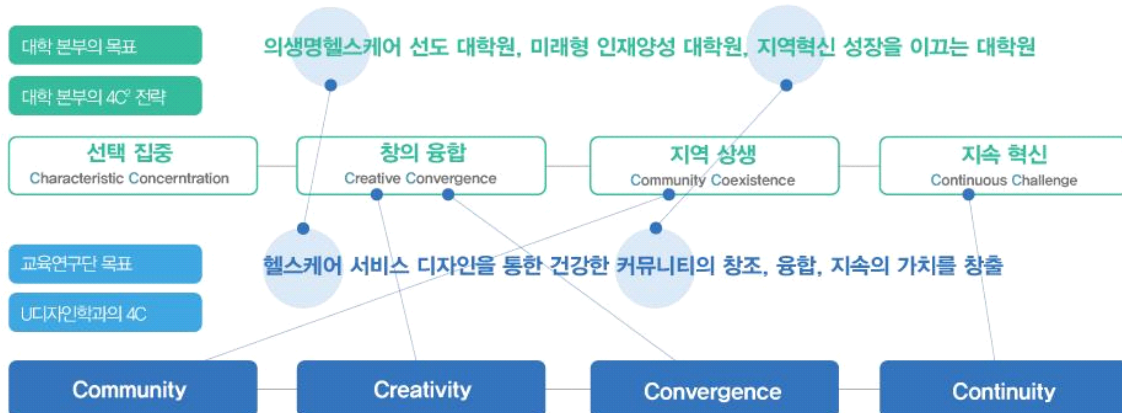 대학 본부의 목표
의생명헬스케어 선도 대학원, 미래형 인재양성 대학원, 지역혁신 성장을 이끄는 대학원
대학 본부의 4C² 전략
선택 집중
Characteristic Concerntration
창의 융합
Creative Convergence
지역 상생
Community Coexistence
지속 혁신
Continuous Challenge
교육연구단 목표
헬스케어 서비스 디자인을 통한 건강한 커뮤니티의 창조, 융합, 지속의 가치를 창출
U디자인학과의 4C
Community
Creativity
Convergence
Continuity